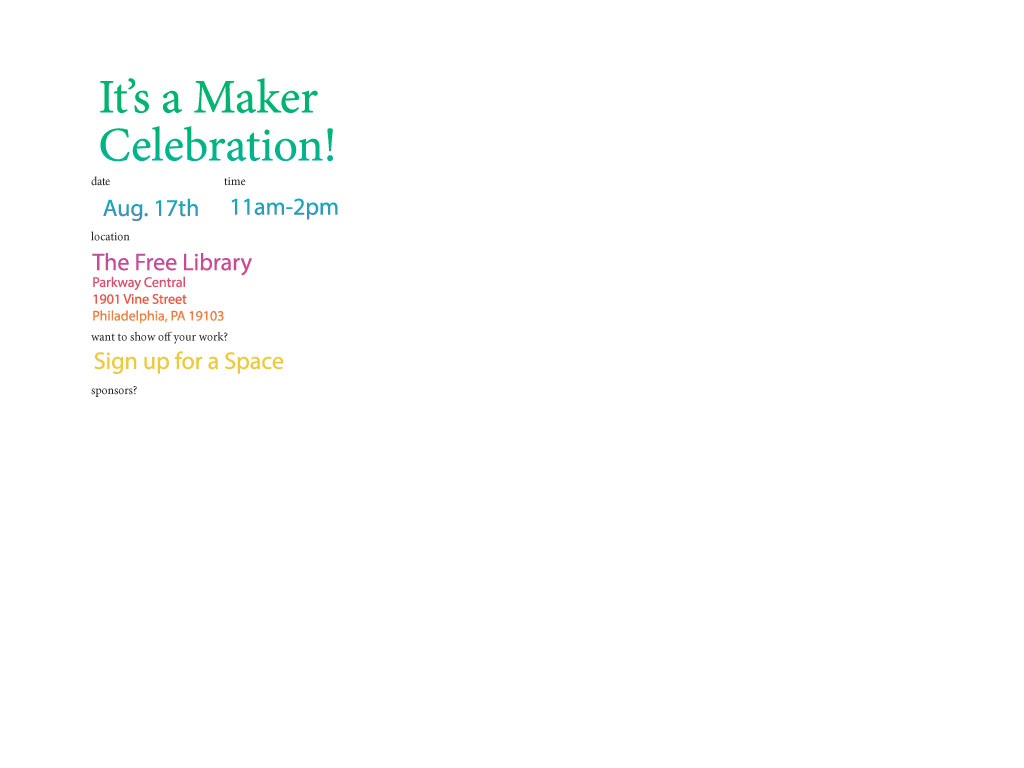 It’s a Maker
Celebration!
date time
Aug. 17th 11am-2pm
location
The Free Library
Parkway Central
1901 Vine Street
Philadelphia, PA 19103
want to show off your work?
Sign up for a Space
sponsors?